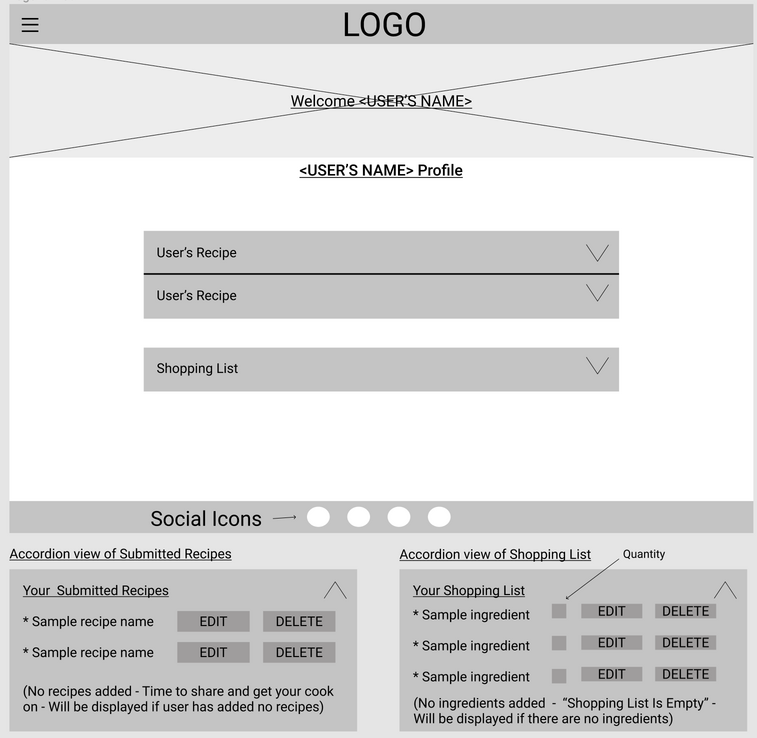 LOGO
Welcome <USER'S NAME>
<USER'S NAME> Profile
User's Recipe
User's Recipe
Shopping List
Social Icons
Accordion view of Submitted Recipes
Your Submitted Recipes
* Sample recipe name EDIT DELETE
* Sample recipe name EDIT DELETE
(No recipes added - Time to share and get your cook
on - Will be displayed if user has added no recipes)
Accordion view of Shopping List
Quantity
Your Shopping List
* Sample ingredient EDIT DELETE
* Sample ingredient EDIT DELETE
* Sample ingredient EDIT DELETE
(No ingredients added - “Shopping List Is Empty” -
Will be displayed if there are no ingredients)